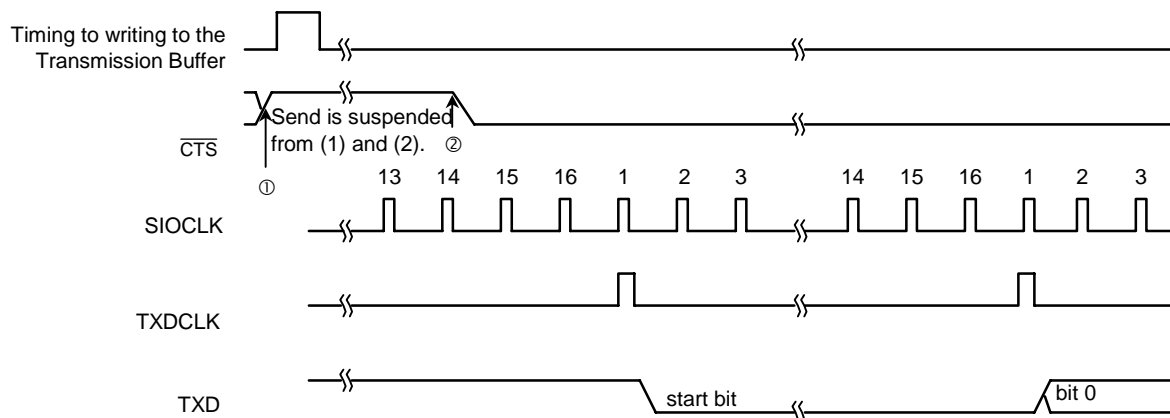 Timing to writing to the
Transmission Buffer
Send is suspended
from (1) and (2). ②
CTS
①
13 14 15 16 1 2 3 14 15 16 1 2 3
SIOCLK
TXDCLK
start bit bit 0
TXD